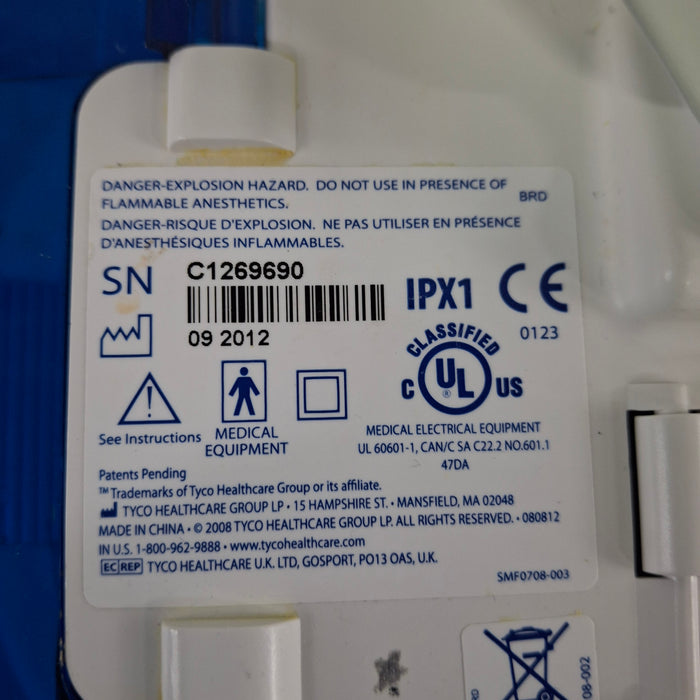 DANGER-EXPLOSION HAZARD. DO NOT USE IN PRESENCE OF
FLAMMABLE ANESTHETICS.
BRD
DANGER-RISQUE D'EXPLOSION. NE PAS UTILISER EN PRÉSENCE
D'ANESTHÉSIQUES INFLAMMABLES.
SN C1269690
IPX1 CE
09 2012
0123
CLASSIFIED
C UL ® US
See Instructions
MEDICAL
EQUIPMENT
MEDICAL ELECTRICAL EQUIPMENT
UL 60601-1, CAN/C SA C22.2 NO.601.1
47DA
Patents Pending
™Trademarks of Tyco Healthcare Group or its affiliate.
TYCO HEALTHCARE GROUP LP • 15 HAMPSHIRE ST. • MANSFIELD, MA 02048
MADE IN CHINA • © 2008 TYCO HEALTHCARE GROUP LP. ALL RIGHTS RESERVED. • 080812
IN U.S. 1-800-962-9888 • www.tycohealthcare.com
EC REP TYCO HEALTHCARE U.K. LTD, GOSPORT, PO13 OAS, U.K.
SMF0708-003
08-002